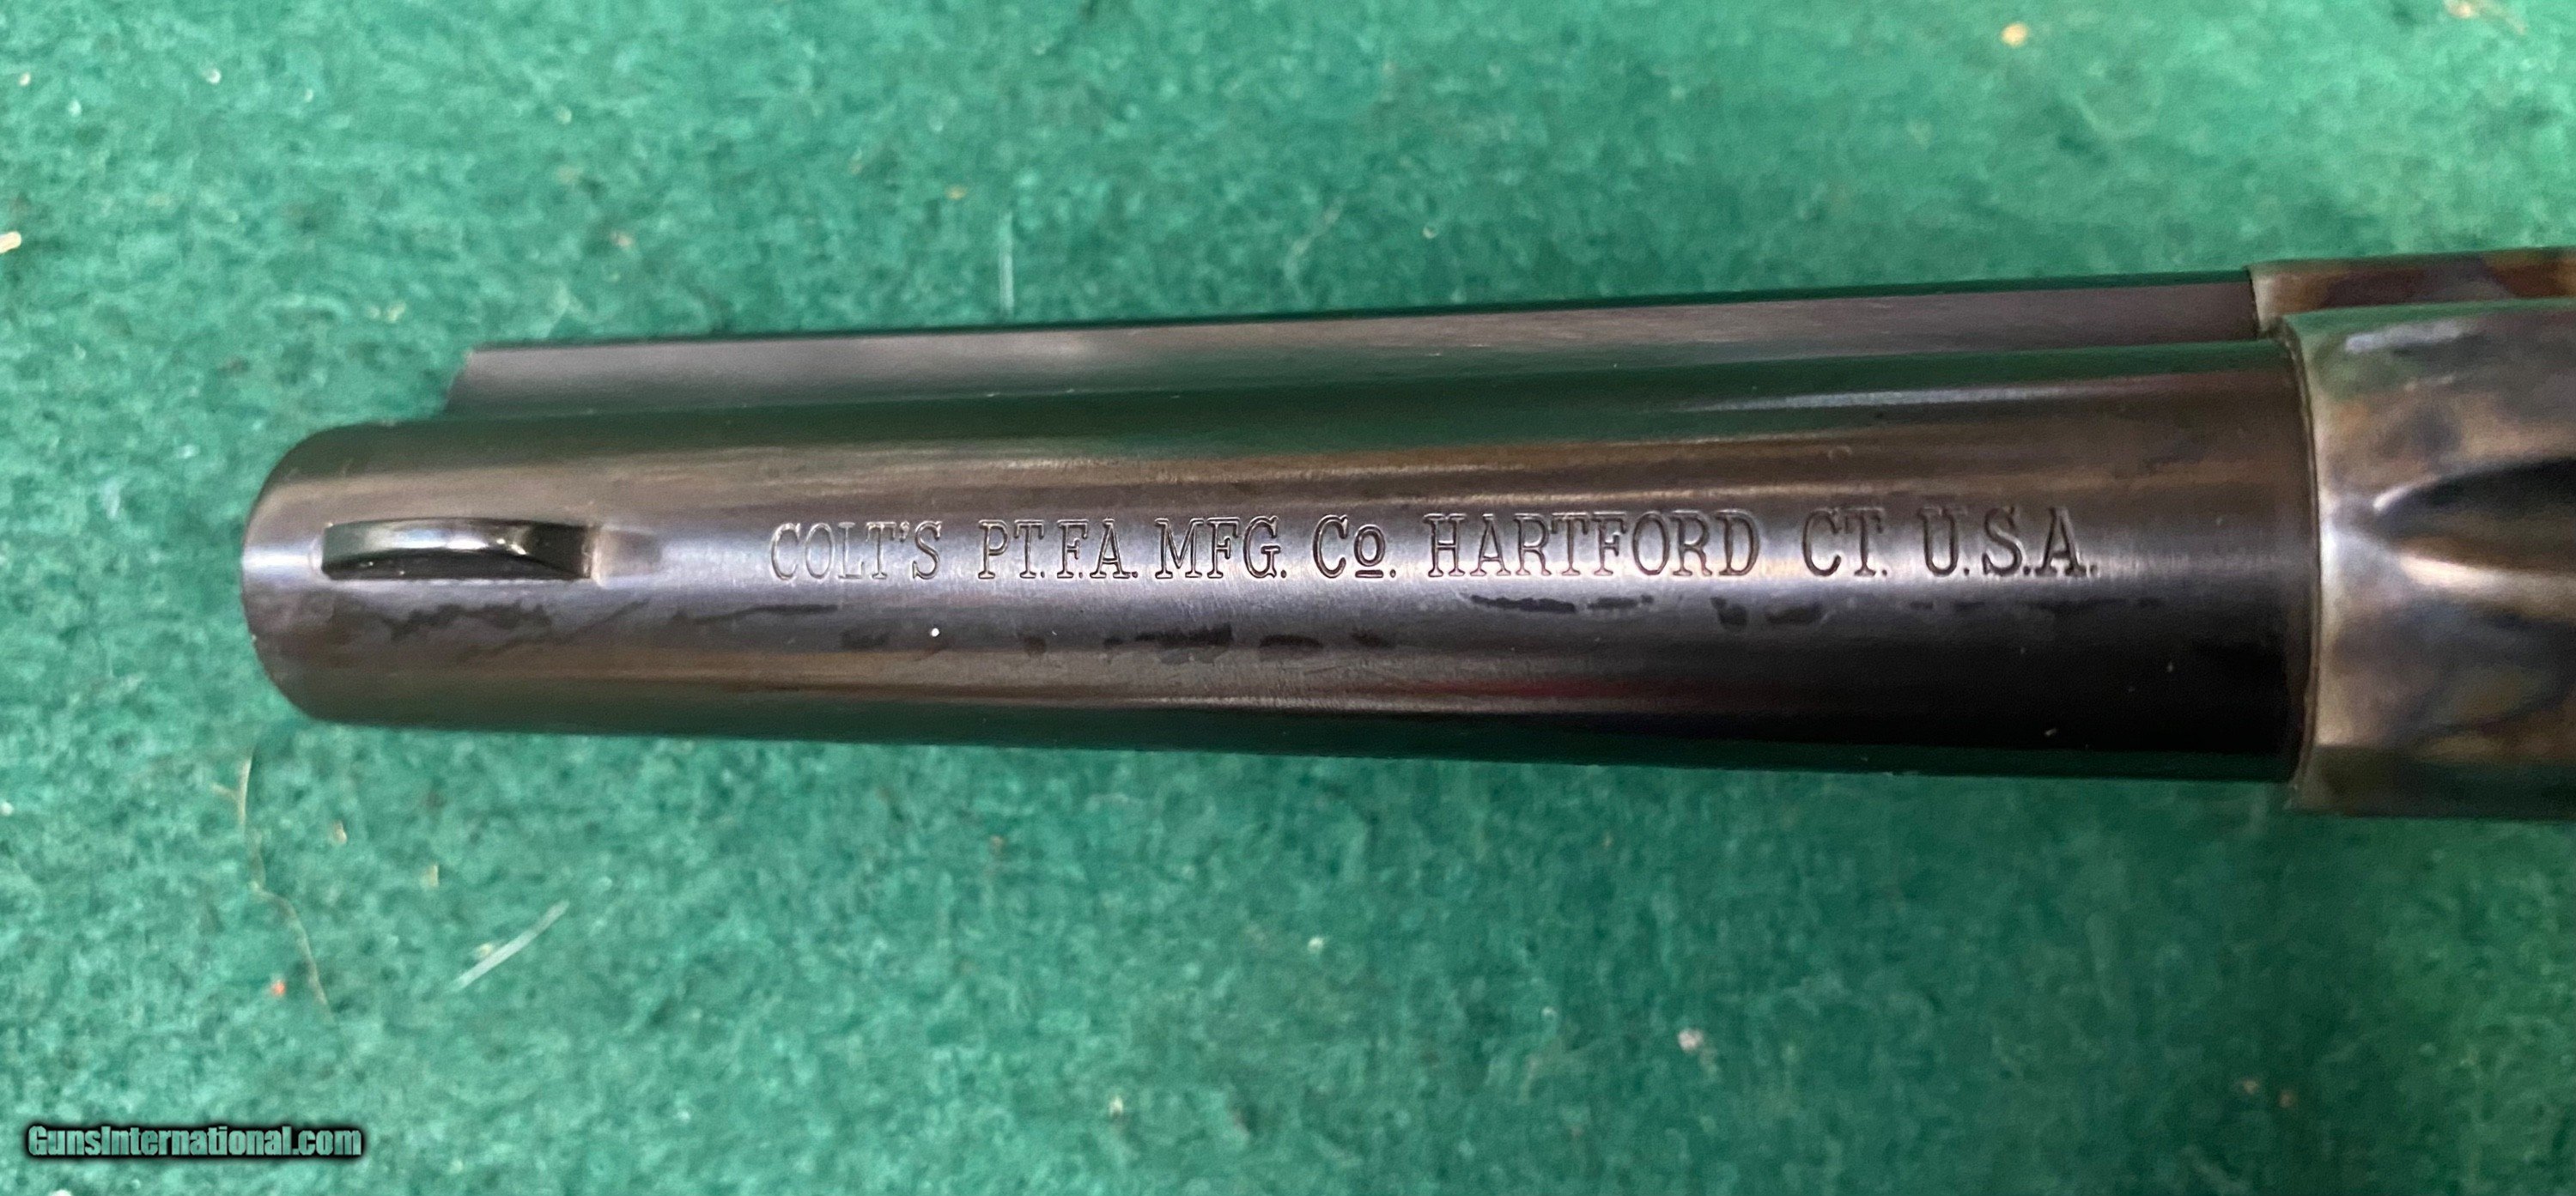 COLT'S PT. F.A. MFG. Co. HARTFORD CT. U.S.A.
GunsInternational.com